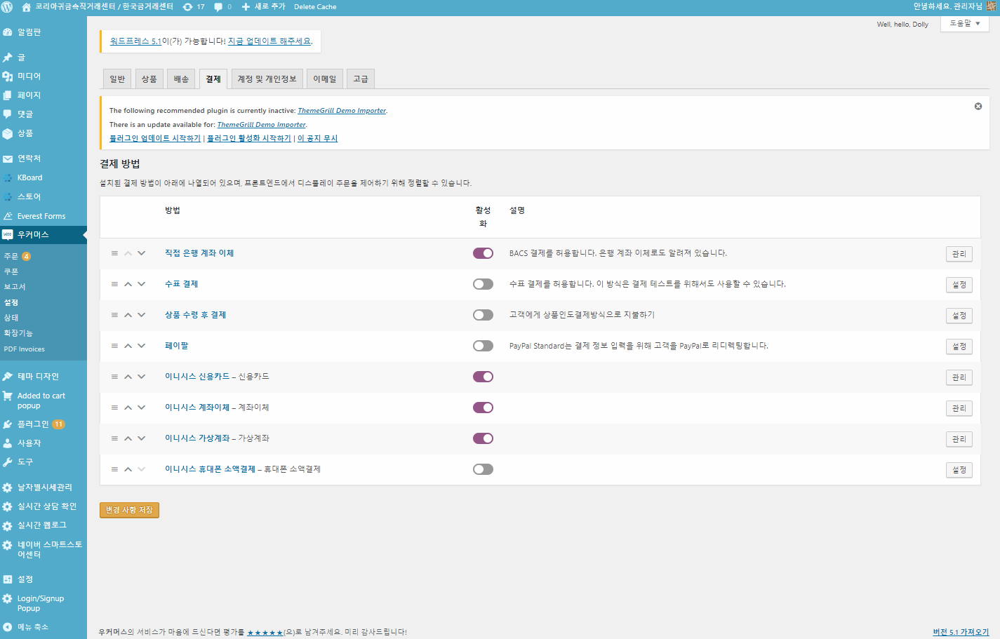 코리아귀금속직거래센터 / 한국금거래센터 17 0 새로 추가 Delete Cache 안녕하세요. 관리자님
Well, hello, Dolly 도움말 ▼
알림판
글
미디어
페이지
댓글
상품
연락처
KBoard
스토어
Everest Forms
우커머스
주문 4
쿠폰
보고서
설정
상태
확장기능
PDF Invoices
테마 디자인
Added to cart
popup
플러그인 11
사용자
도구
날자별시세관리
실시간 상담 확인
실시간 웹로그
네이버 스마트스토
어센터
설정
Login/Signup
Popup
메뉴 축소
워드프레스 5.1이(가) 가능합니다! 지금 업데이트 해주세요.
일반 상품 배송 결제 계정 및 개인정보 이메일 고급
The following recommended plugin is currently inactive: ThemeGrill Demo Importer.
There is an update available for: ThemeGrill Demo Importer.
플러그인 업데이트 시작하기 | 플러그인 활성화 시작하기 | 이 공지 무시
결제 방법
설치된 결제 방법이 아래에 나열되어 있으며, 프론트엔드에서 디스플레이 주문을 제어하기 위해 정렬할 수 있습니다.
방법 활성 설명
화
직접 은행 계좌 이체 BACS 결제를 허용합니다. 은행 계좌 이체로도 알려져 있습니다. 관리
수표 결제 수표 결제를 허용합니다. 이 방식은 결제 테스트를 위해서도 사용할 수 있습니다. 설정
상품 수령 후 결제 고객에게 상품인도결제방식으로 지불하기 설정
페이팔 PayPal Standard는 결제 정보 입력을 위해 고객을 PayPal로 리디렉팅합니다. 설정
이니시스 신용카드 – 신용카드 관리
이니시스 계좌이체 – 계좌이체 관리
이니시스 가상계좌 – 가상계좌 관리
이니시스 휴대폰 소액결제 – 휴대폰 소액결제 설정
변경 사항 저장
우커머스의 서비스가 마음에 드신다면 평가를 ★★★★★(으)로 남겨주세요. 미리 감사드립니다! 버전 5.1 가져오기